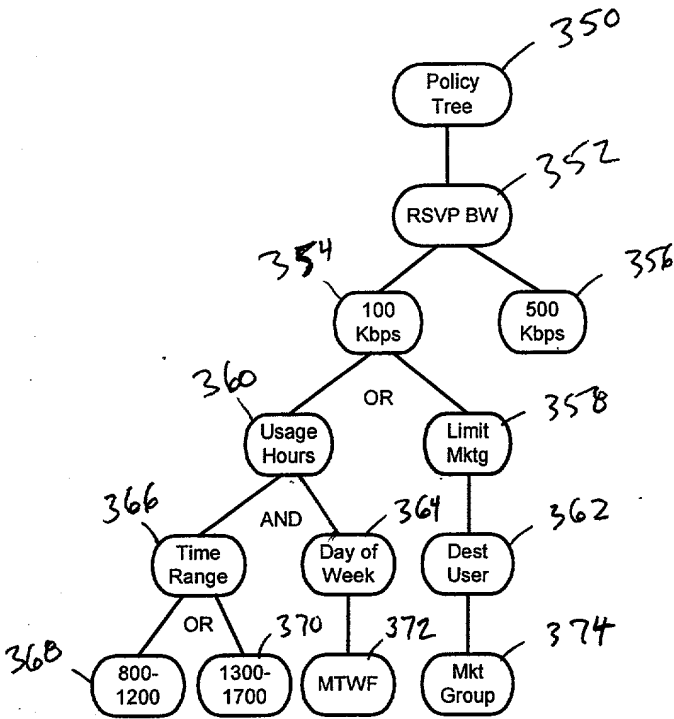 350
Policy
Tree
352
RSVP BW
354
356
100
Kbps
500
Kbps
360
OR
358
Usage
Hours
Limit
Mktg
366
AND
364
362
Time
Range
Day of
Week
Dest
User
OR
368
370
372
374
800-
1200
1300-
1700
MTWF
Mkt
Group